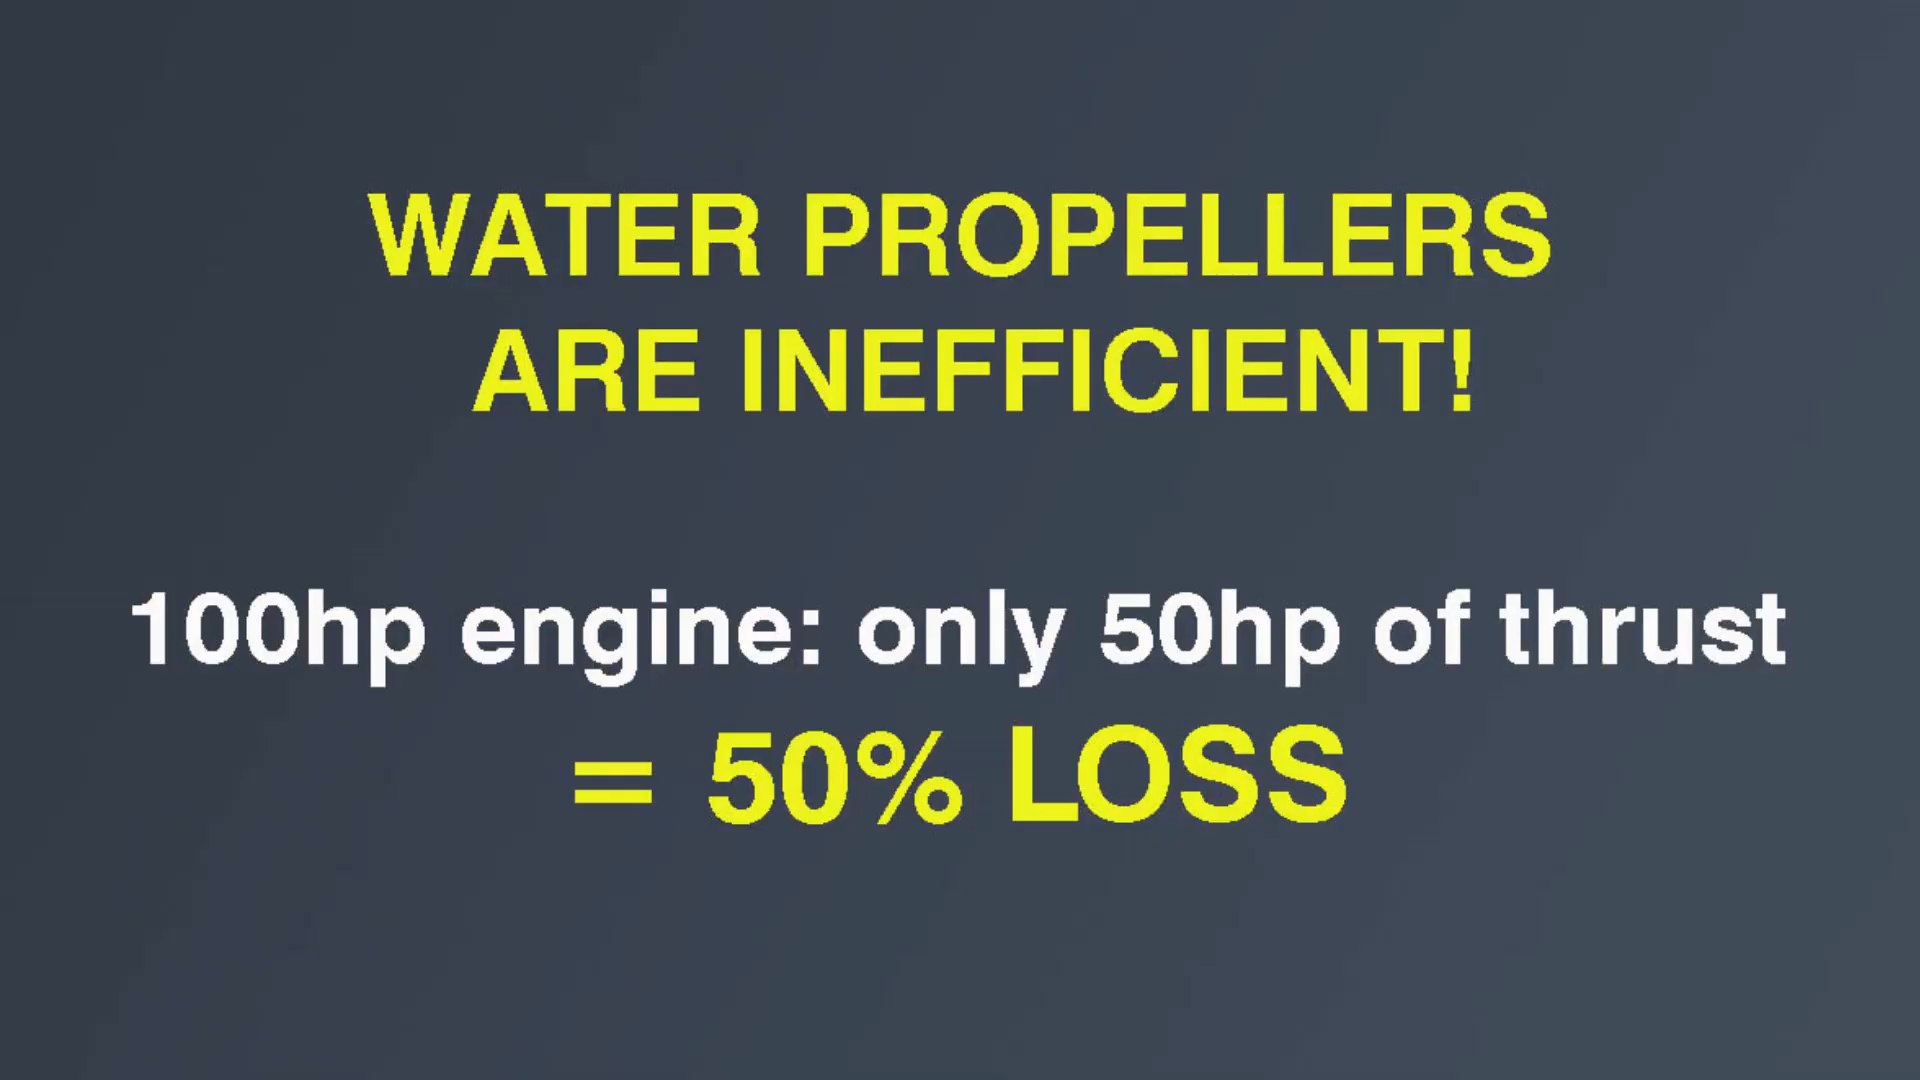 WATER PROPELLERS
ARE INEFFICIENT!
100hp engine: only 50hp of thrust
= 50% LOSS